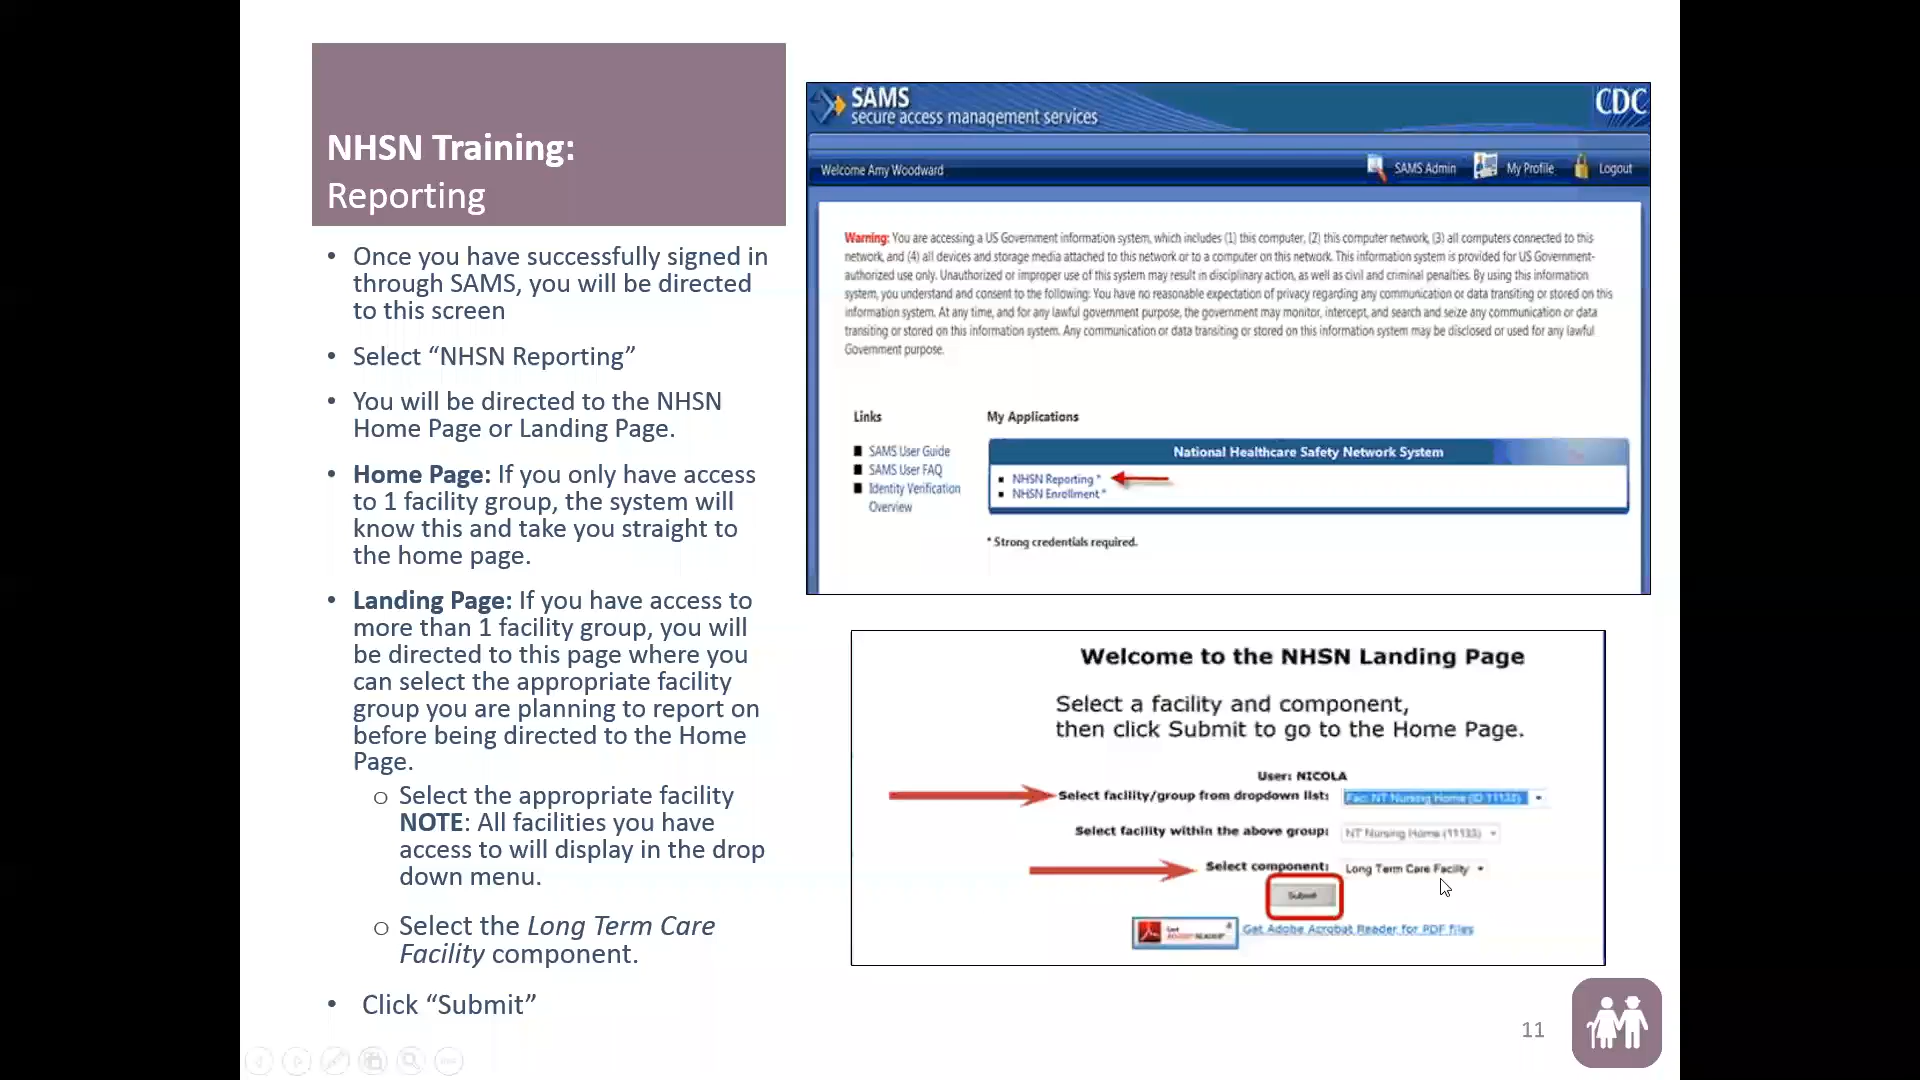 NHSN Training:
Reporting
• Once you have successfully signed in
through SAMS, you will be directed
to this screen
• Select “NHSN Reporting”
• You will be directed to the NHSN
Home Page or Landing Page.
• Home Page: If you only have access
to 1 facility group, the system will
know this and take you straight to
the home page.
• Landing Page: If you have access to
more than 1 facility group, you will
be directed to this page where you
can select the appropriate facility
group you are planning to report on
before being directed to the Home
Page.
o Select the appropriate facility
NOTE: All facilities you have
access to will display in the drop
down menu.
o Select the Long Term Care
Facility component.
• Click “Submit”
SAMS
secure access management services
CDC
Welcome Amy Woodward
SAMS Admin My Profile Logout
Warning: You are accessing a US Government information system, which includes (1) this computer, (2) this computer network, (3) all computers connected to this
network, and (4) all devices and storage media attached to this network or to a computer on this network. This information system is provided for US Government-
authorized use only. Unauthorized or improper use of this system may result in disciplinary action, as well as civil and criminal penalties. By using this information
system, you understand and consent to the following: You have no reasonable expectation of privacy regarding any communication or data transiting or stored on this
information system. At any time, and for any lawful government purpose, the government may monitor, intercept, and search and seize any communication or data
transiting or stored on this information system. Any communication or data transiting or stored on this information system may be disclosed or used for any lawful
Government purpose.
Links
SAMS User Guide
SAMS User FAQ
Identity Verification
Overview
My Applications
National Healthcare Safety Network System
NHSN Reporting *
NHSN Enrollment *
* Strong credentials required.
Welcome to the NHSN Landing Page
Select a facility and component,
then click Submit to go to the Home Page.
User: NICOLA
Select facility/group from dropdown list: Fac: NT Nursing Home (ID 11133)
Select facility within the above group: NT Nursing Home (11133)
Select component: Long Term Care Facility
Submit
Get Adobe Acrobat Reader for PDF files
11